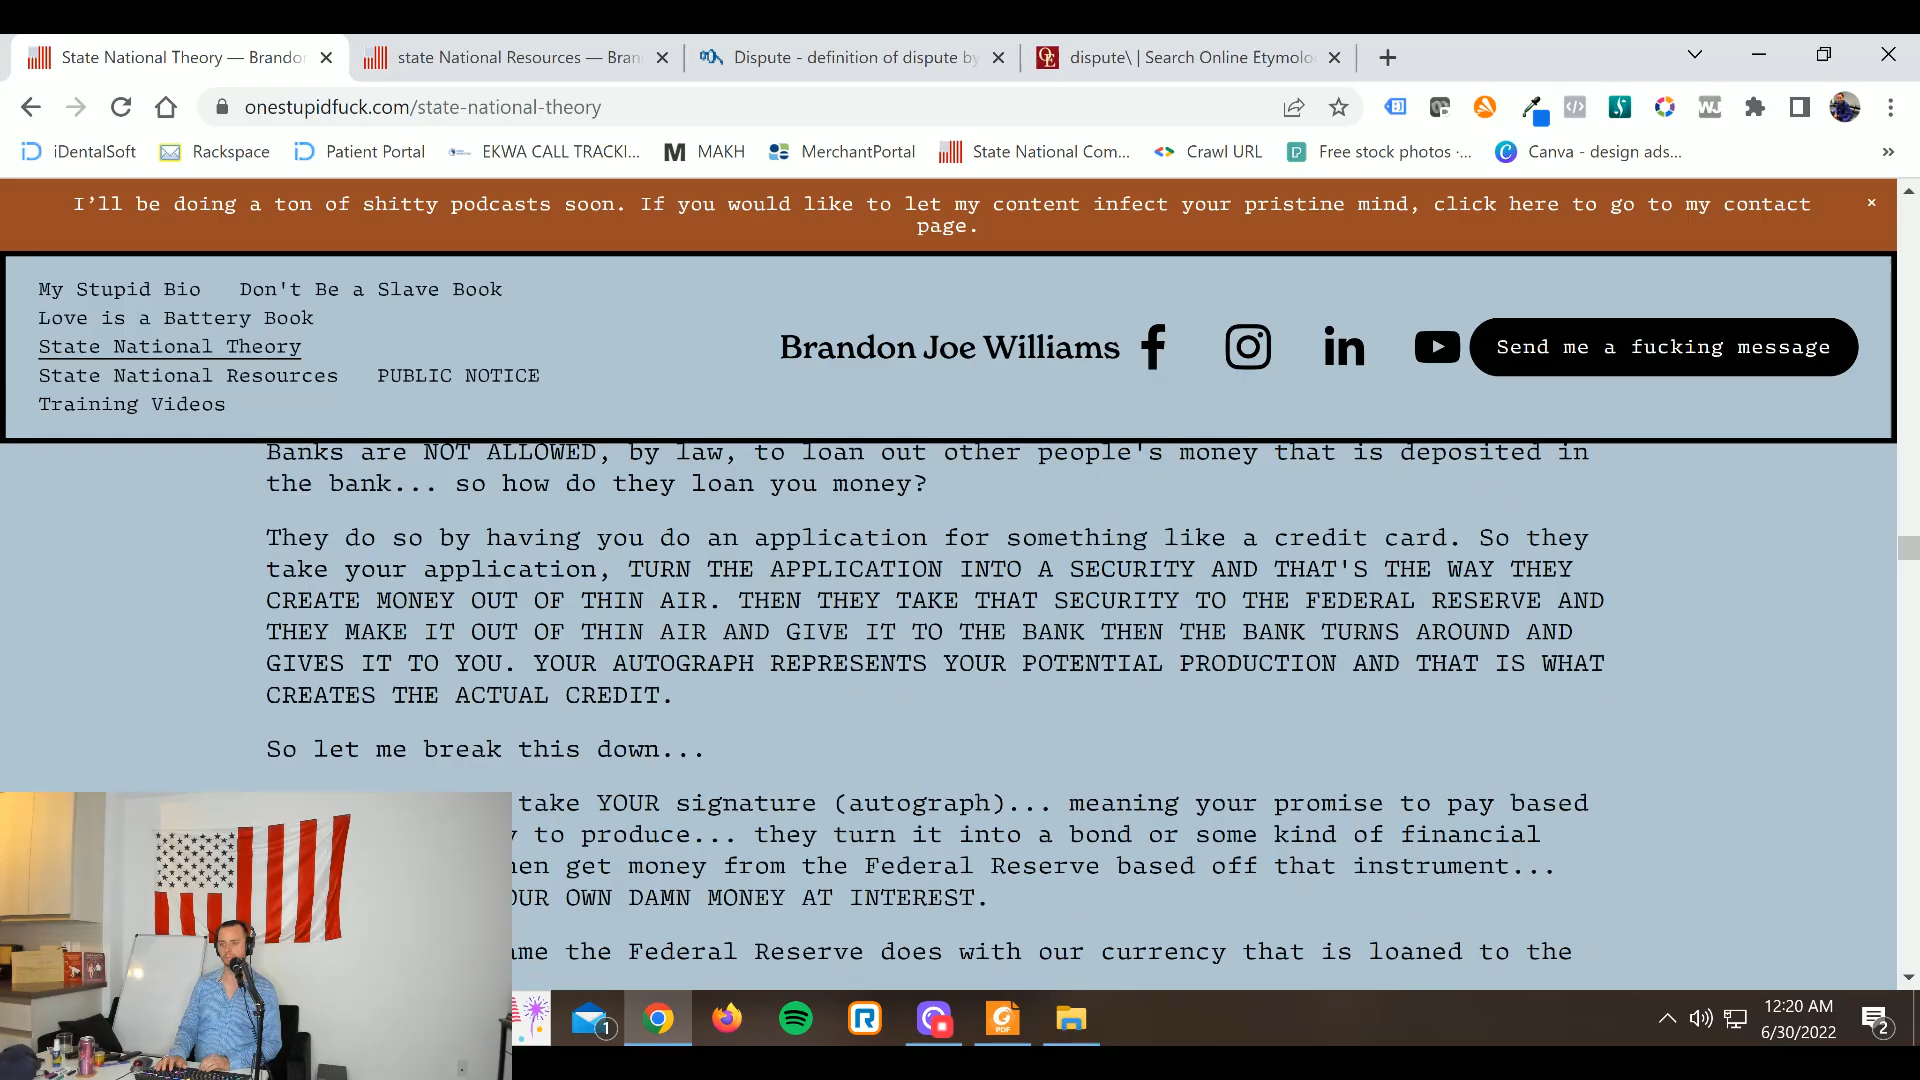 State National Theory — Brandon
state National Resources — Bran
Dispute - definition of dispute by
dispute\ | Search Online Etymolo
onestupidfuck.com/state-national-theory
iDentalSoft
Rackspace
Patient Portal
EKWA CALL TRACKI...
MAKH
MerchantPortal
State National Com...
Crawl URL
Free stock photos ·...
Canva - design ads...
I’ll be doing a ton of shitty podcasts soon. If you would like to let my content infect your pristine mind, click here to go to my contact
page.
My Stupid Bio Don't Be a Slave Book
Love is a Battery Book
State National Theory
State National Resources PUBLIC NOTICE
Training Videos
Brandon Joe Williams
Send me a fucking message
Banks are NOT ALLOWED, by law, to loan out other people's money that is deposited in
the bank... so how do they loan you money?
They do so by having you do an application for something like a credit card. So they
take your application, TURN THE APPLICATION INTO A SECURITY AND THAT'S THE WAY THEY
CREATE MONEY OUT OF THIN AIR. THEN THEY TAKE THAT SECURITY TO THE FEDERAL RESERVE AND
THEY MAKE IT OUT OF THIN AIR AND GIVE IT TO THE BANK THEN THE BANK TURNS AROUND AND
GIVES IT TO YOU. YOUR AUTOGRAPH REPRESENTS YOUR POTENTIAL PRODUCTION AND THAT IS WHAT
CREATES THE ACTUAL CREDIT.
So let me break this down...
take YOUR signature (autograph)... meaning your promise to pay based
to produce... they turn it into a bond or some kind of financial
get money from the Federal Reserve based off that instrument...
OUR OWN DAMN MONEY AT INTEREST.
ame the Federal Reserve does with our currency that is loaned to the
1
PDF
12:20 AM
6/30/2022
2